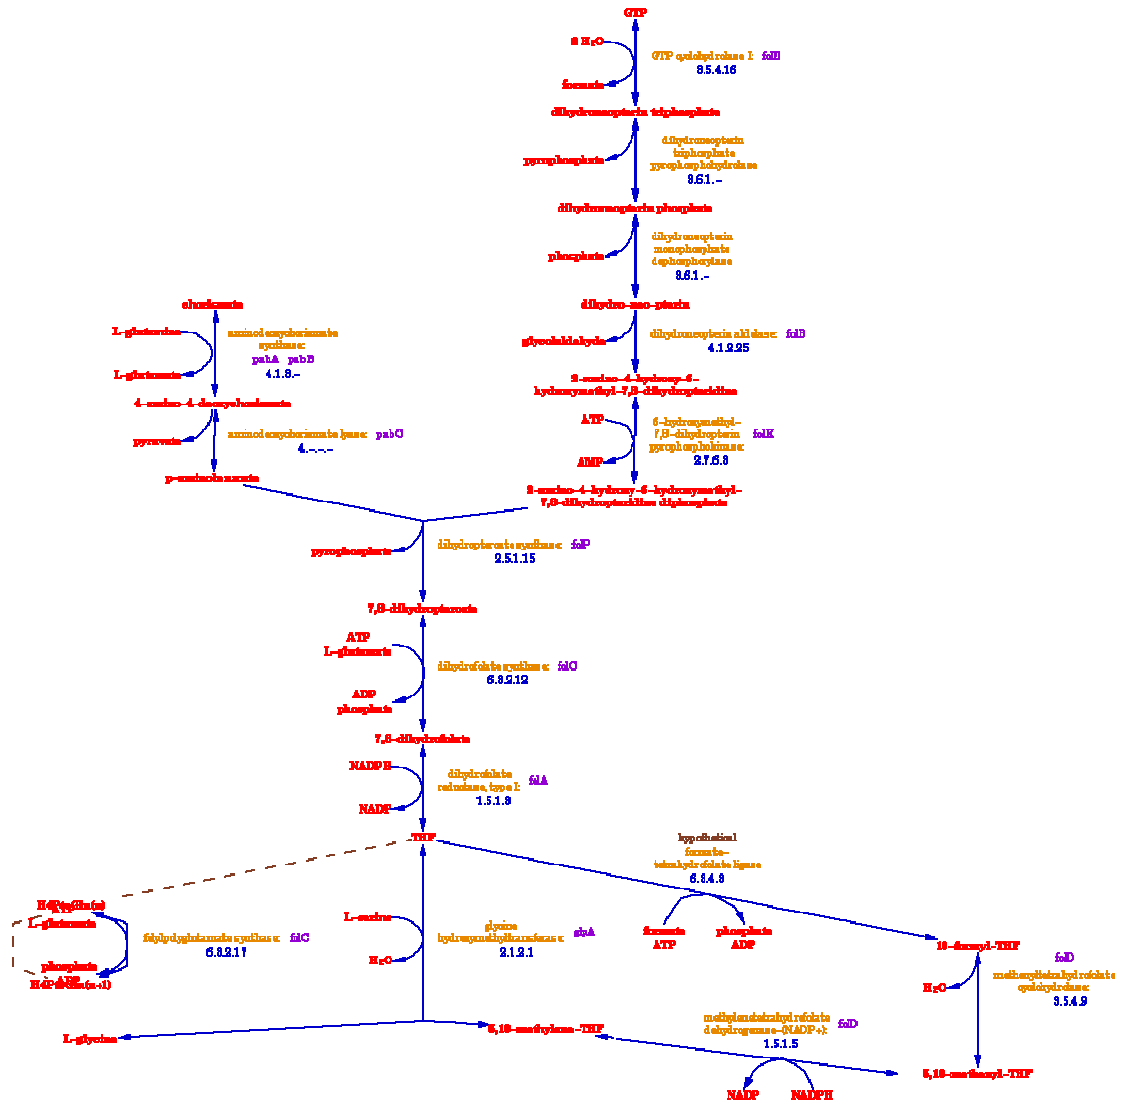 GTP
2 H2O
GTP cyclohydrolase I: folE
3.5.4.16
formate
dihydroneopterin triphosphate
dihydroneopterin
triphosphate
pyrophosphohydrolase
3.6.1.-
pyrophosphate
dihydroneopterin phosphate
dihydroneopterin
monophosphate
dephosphorylase
3.6.1.-
phosphate
dihydro-neo-pterin
glycolaldehyde
dihydroneopterin aldolase: folB
4.1.2.25
2-amino-4-hydroxy-6-
hydroxymethyl-7,8-dihydropteridine
ATP
6-hydroxymethyl-
7,8-dihydropterin
pyrophosphokinase: folK
2.7.6.3
AMP
2-amino-4-hydroxy-6-hydroxymethyl-
7,8-dihydropteridine diphosphate
chorismate
L-glutamine
aminodeoxychorismate
synthase:
pabA pabB
4.1.3.-
L-glutamate
4-amino-4-deoxychorismate
pyruvate
aminodeoxychorismate lyase: pabC
4.-.-.-
p-aminobenzoate
pyrophosphate
dihydropteroate synthase: folP
2.5.1.15
7,8-dihydropteroate
ATP
L-glutamate
dihydrofolate synthase: folC
6.3.2.12
ADP
phosphate
7,8-dihydrofolate
NADPH
dihydrofolate
reductase, type I: folA
1.5.1.3
NADP
THF
hypothetical
formate-
tetrahydrofolate ligase
6.3.4.3
formate
ATP
phosphate
ADP
L-glutamate
folylpolyglutamate synthase: folC
6.3.2.17
phosphate
ADP
H4PteGlu(n+1)
L-serine
glycine
hydroxymethyltransferase: glyA
2.1.2.1
H2O
10-formyl-THF
folD
methenyltetrahydrofolate
cyclohydrolase:
3.5.4.9
H2O
L-glycine
5,10-methylene-THF
methylenetetrahydrofolate
dehydrogenase-(NADP+): folD
1.5.1.5
5,10-methenyl-THF
NADP
NADPH